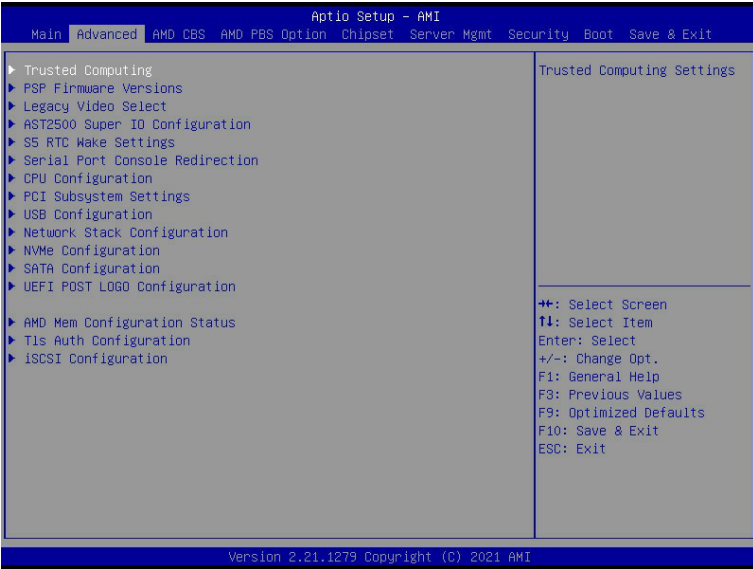 Aptio Setup - AMI
Main Advanced AMD CBS AMD PBS Option Chipset Server Mgmt Security Boot Save & Exit
Trusted Computing
PSP Firmware Versions
Legacy Video Select
AST2500 Super IO Configuration
S5 RTC Wake Settings
Serial Port Console Redirection
CPU Configuration
PCI Subsystem Settings
USB Configuration
Network Stack Configuration
NVMe Configuration
SATA Configuration
UEFI POST LOGO Configuration
AMD Mem Configuration Status
Tls Auth Configuration
iSCSI Configuration
Trusted Computing Settings
→←: Select Screen
↑↓: Select Item
Enter: Select
+/-: Change Opt.
F1: General Help
F3: Previous Values
F9: Optimized Defaults
F10: Save & Exit
ESC: Exit
Version 2.21.1279 Copyright (C) 2021 AMI